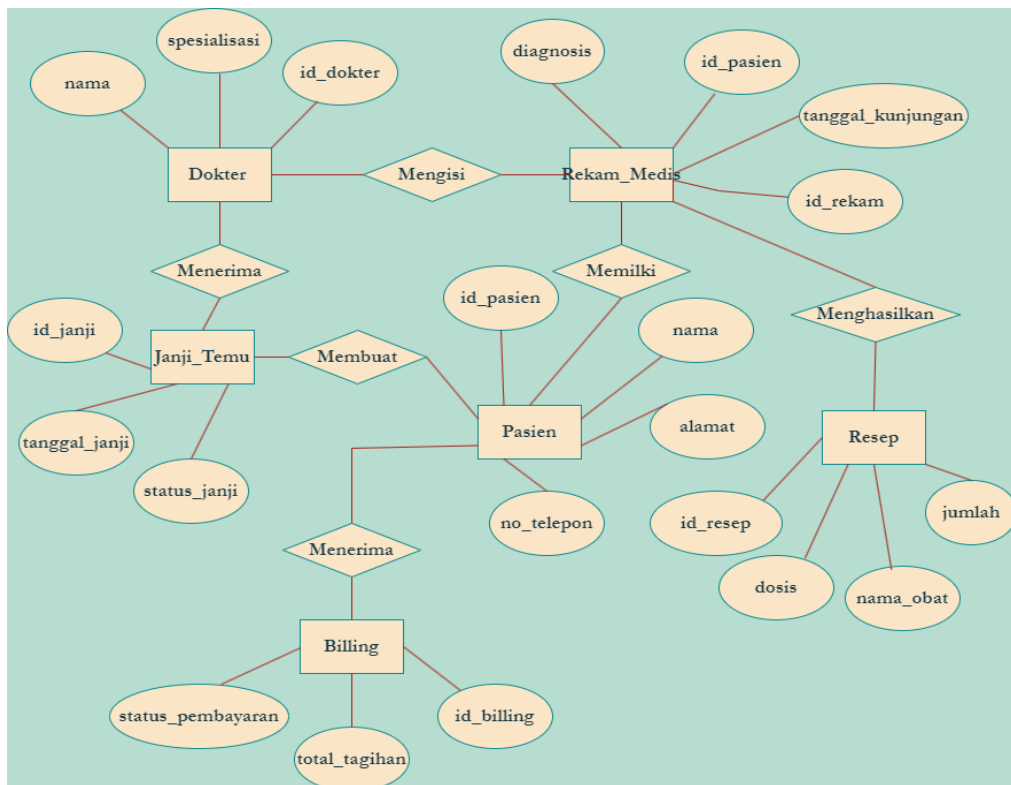 spesialisasi
diagnosis
id_pasien
id_dokter
nama
tanggal_kunjungan
Dokter
Mengisi
Rekam_Medis
id_rekam
Menerima
Memilki
id_pasien
Menghasilkan
id_janji
nama
Janji_Temu
Membuat
alamat
Pasien
Resep
tanggal_janji
status_janji
jumlah
id_resep
no_telepon
Menerima
dosis
nama_obat
Billing
status_pembayaran
id_billing
total_tagihan